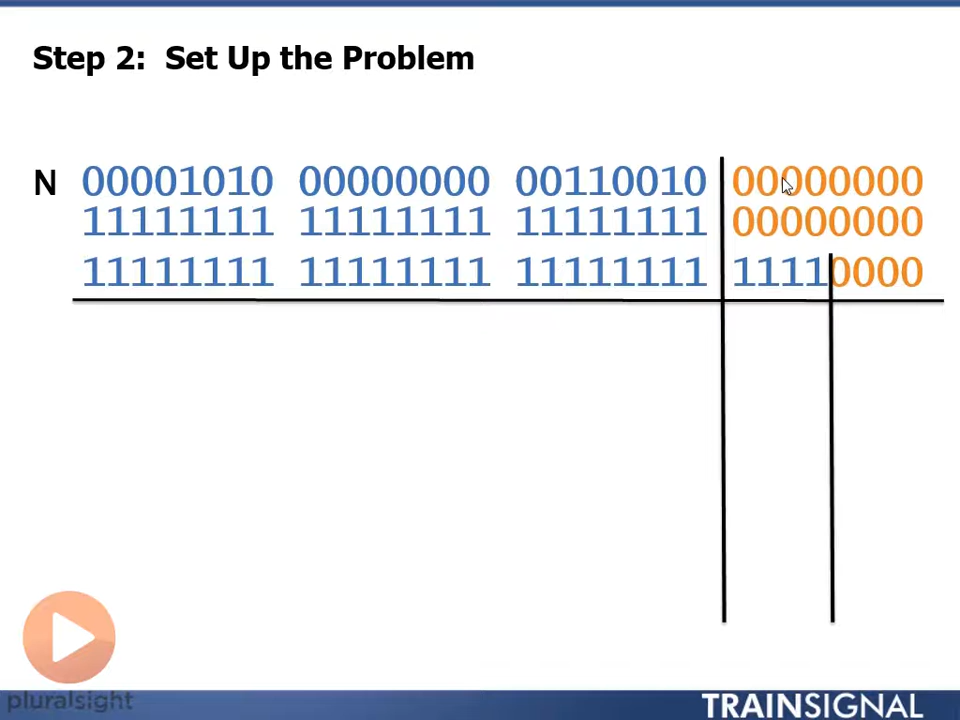 Step 2: Set Up the Problem
N 00001010 00000000 00110010 00000000
11111111 11111111 11111111 00000000
11111111 11111111 11111111 11110000
pluralsight
TRAINSIGNAL